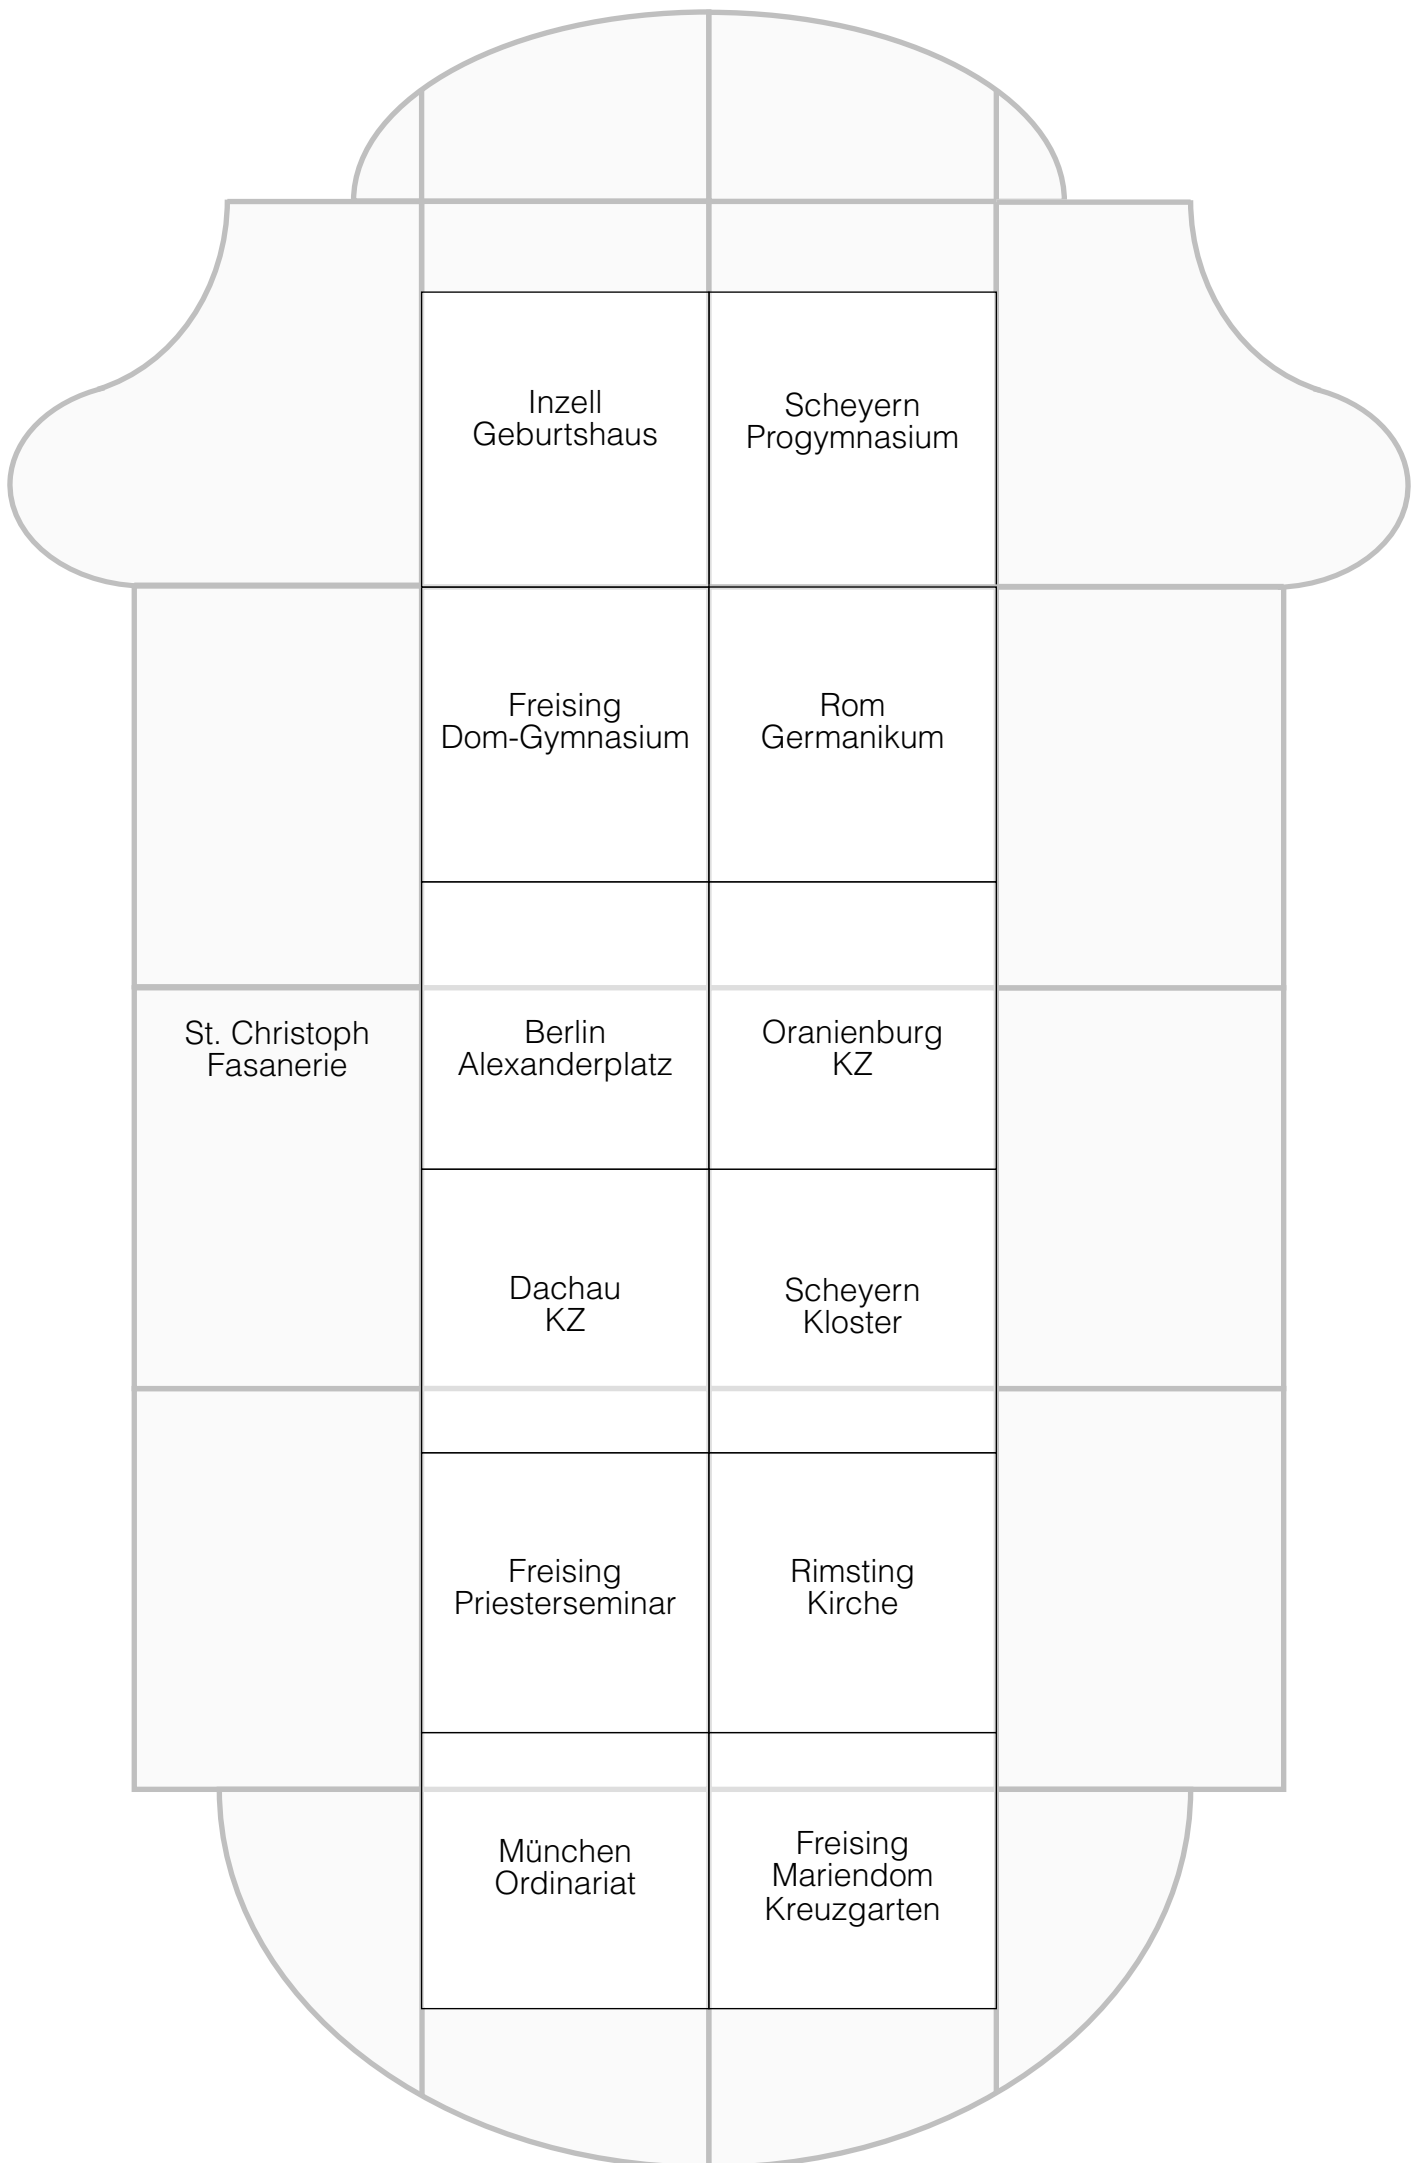 Inzell
Geburtshaus
Scheyern
Progymnasium
Freising
Dom-Gymnasium
Rom
Germanikum
St. Christoph
Fasanerie
Berlin
Alexanderplatz
Oranienburg
KZ
Dachau
KZ
Scheyern
Kloster
Freising
Priesterseminar
Rimsting
Kirche
München
Ordinariat
Freising
Mariendom
Kreuzgarten